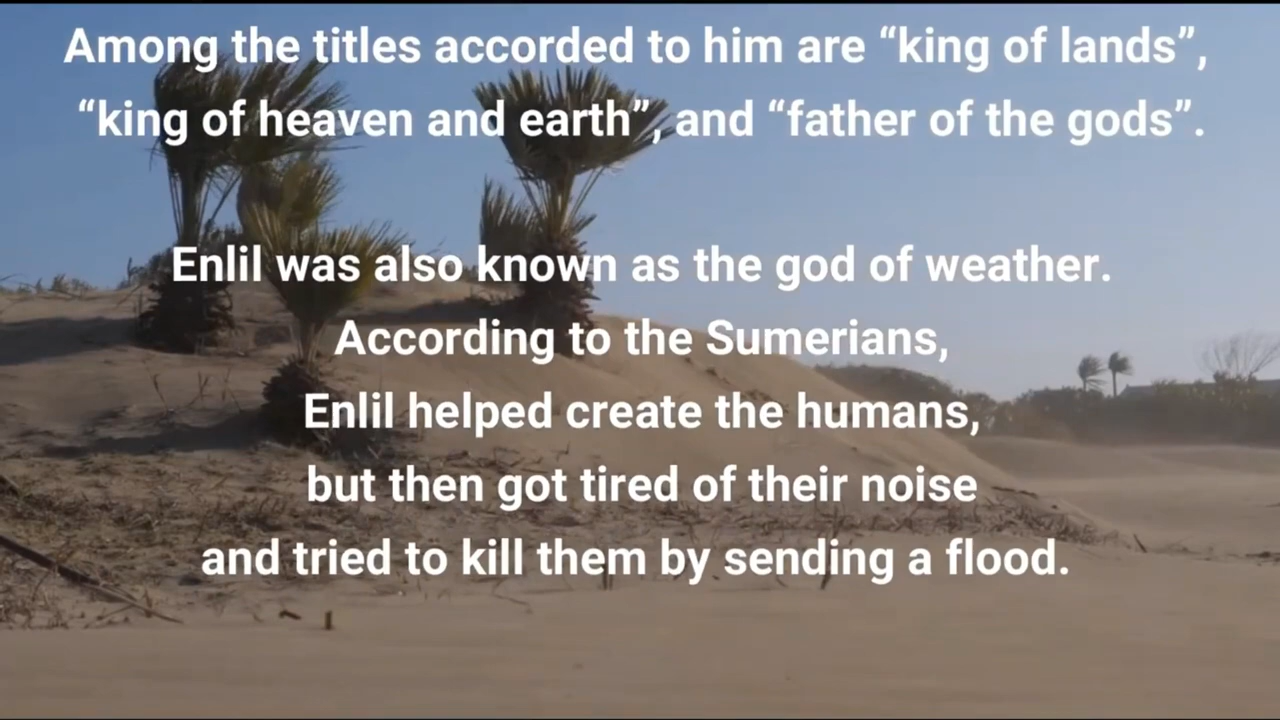 Among the titles accorded to him are “king of lands”,
“king of heaven and earth”, and “father of the gods”.
Enlil was also known as the god of weather.
According to the Sumerians,
Enlil helped create the humans,
but then got tired of their noise
and tried to kill them by sending a flood.